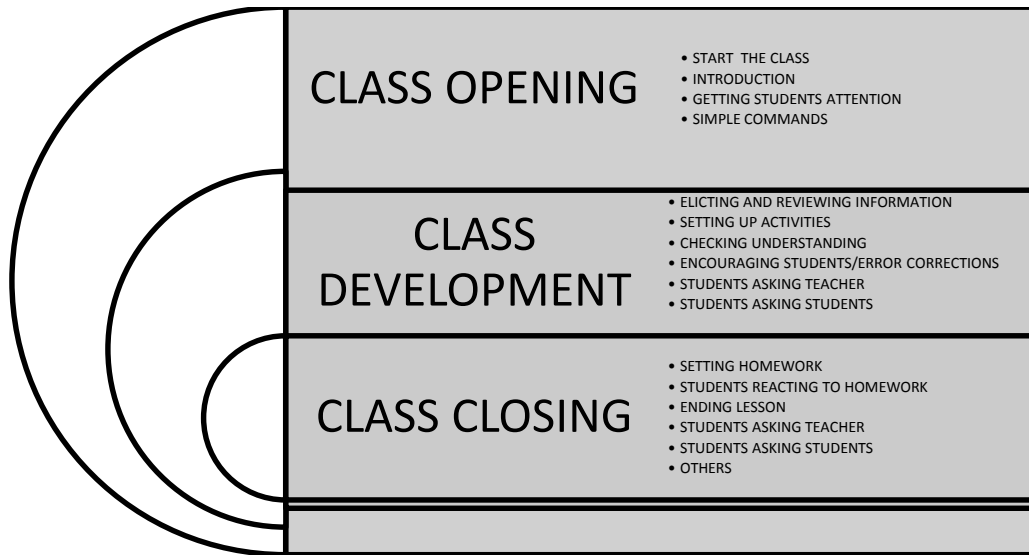 CLASS OPENING
• START THE CLASS
• INTRODUCTION
• GETTING STUDENTS ATTENTION
• SIMPLE COMMANDS
CLASS
DEVELOPMENT
• ELICTING AND REVIEWING INFORMATION
• SETTING UP ACTIVITIES
• CHECKING UNDERSTANDING
• ENCOURAGING STUDENTS/ERROR CORRECTIONS
• STUDENTS ASKING TEACHER
• STUDENTS ASKING STUDENTS
CLASS CLOSING
• SETTING HOMEWORK
• STUDENTS REACTING TO HOMEWORK
• ENDING LESSON
• STUDENTS ASKING TEACHER
• STUDENTS ASKING STUDENTS
• OTHERS